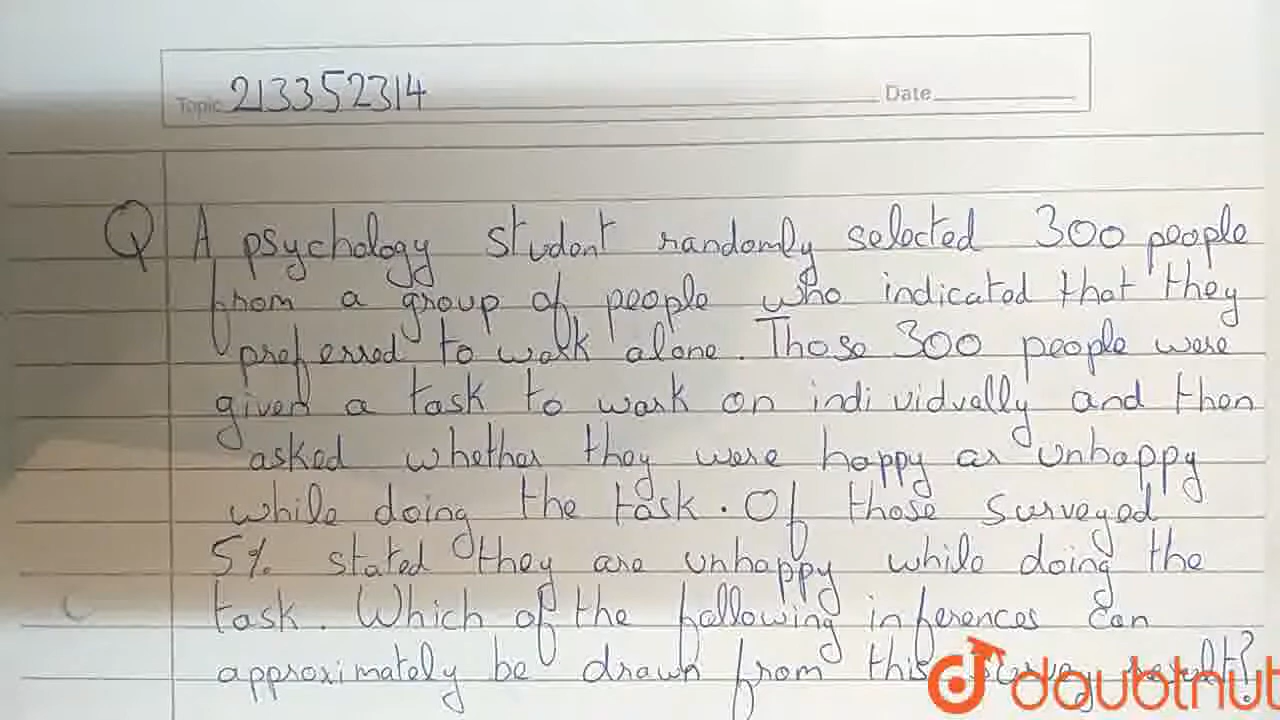 Topic 213352314 Date
Q A psychology student randomly selected 300 people
from a group of people who indicated that they
preferred to work alone. Those 300 people were
given a task to work on individually and then
asked whether they were happy or unhappy
while doing the task. Of those surveyed
5% stated they are unhappy while doing the
task. Which of the following inferences can
approximately be drawn from this survey result?
doubtnut